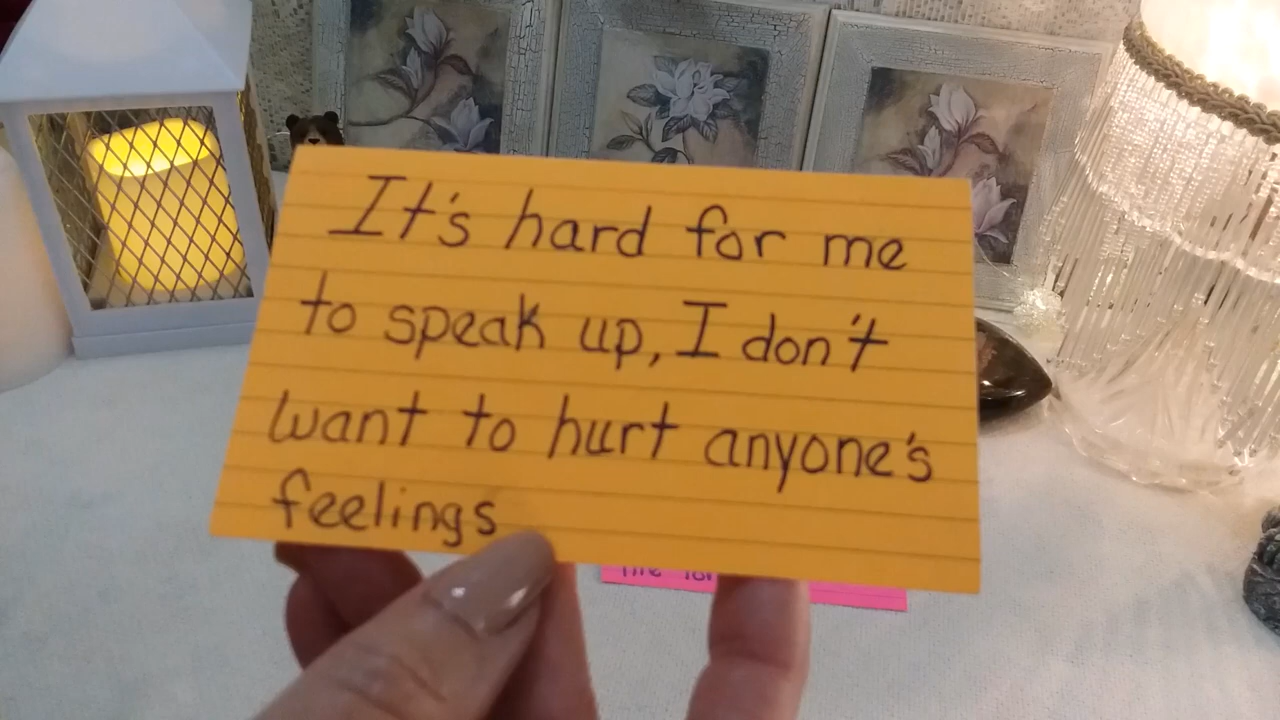 It's hard for me
to speak up, I don't
want to hurt anyone's
feelings